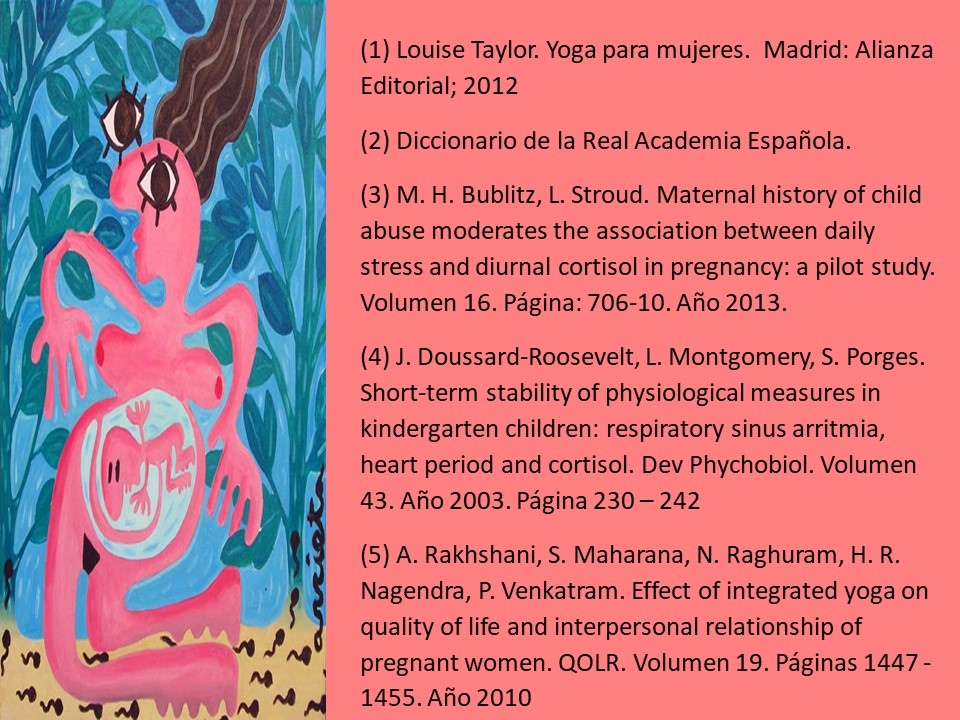 (1) Louise Taylor. Yoga para mujeres.  Madrid: Alianza
Editorial; 2012
(2) Diccionario de la Real Academia Española.
(3) M. H. Bublitz, L. Stroud. Maternal history of child
abuse moderates the association between daily
stress and diurnal cortisol in pregnancy: a pilot study.
Volumen 16. Página: 706-10. Año 2013.
(4) J. Doussard-Roosevelt, L. Montgomery, S. Porges.
Short-term stability of physiological measures in
kindergarten children: respiratory sinus arritmia,
heart period and cortisol. Dev Phychobiol. Volumen
43. Año 2003. Página 230 – 242
(5) A. Rakhshani, S. Maharana, N. Raghuram, H. R.
Nagendra, P. Venkatram. Effect of integrated yoga on
quality of life and interpersonal relationship of
pregnant women. QOLR. Volumen 19. Páginas 1447 -
1455. Año 2010
arrieta